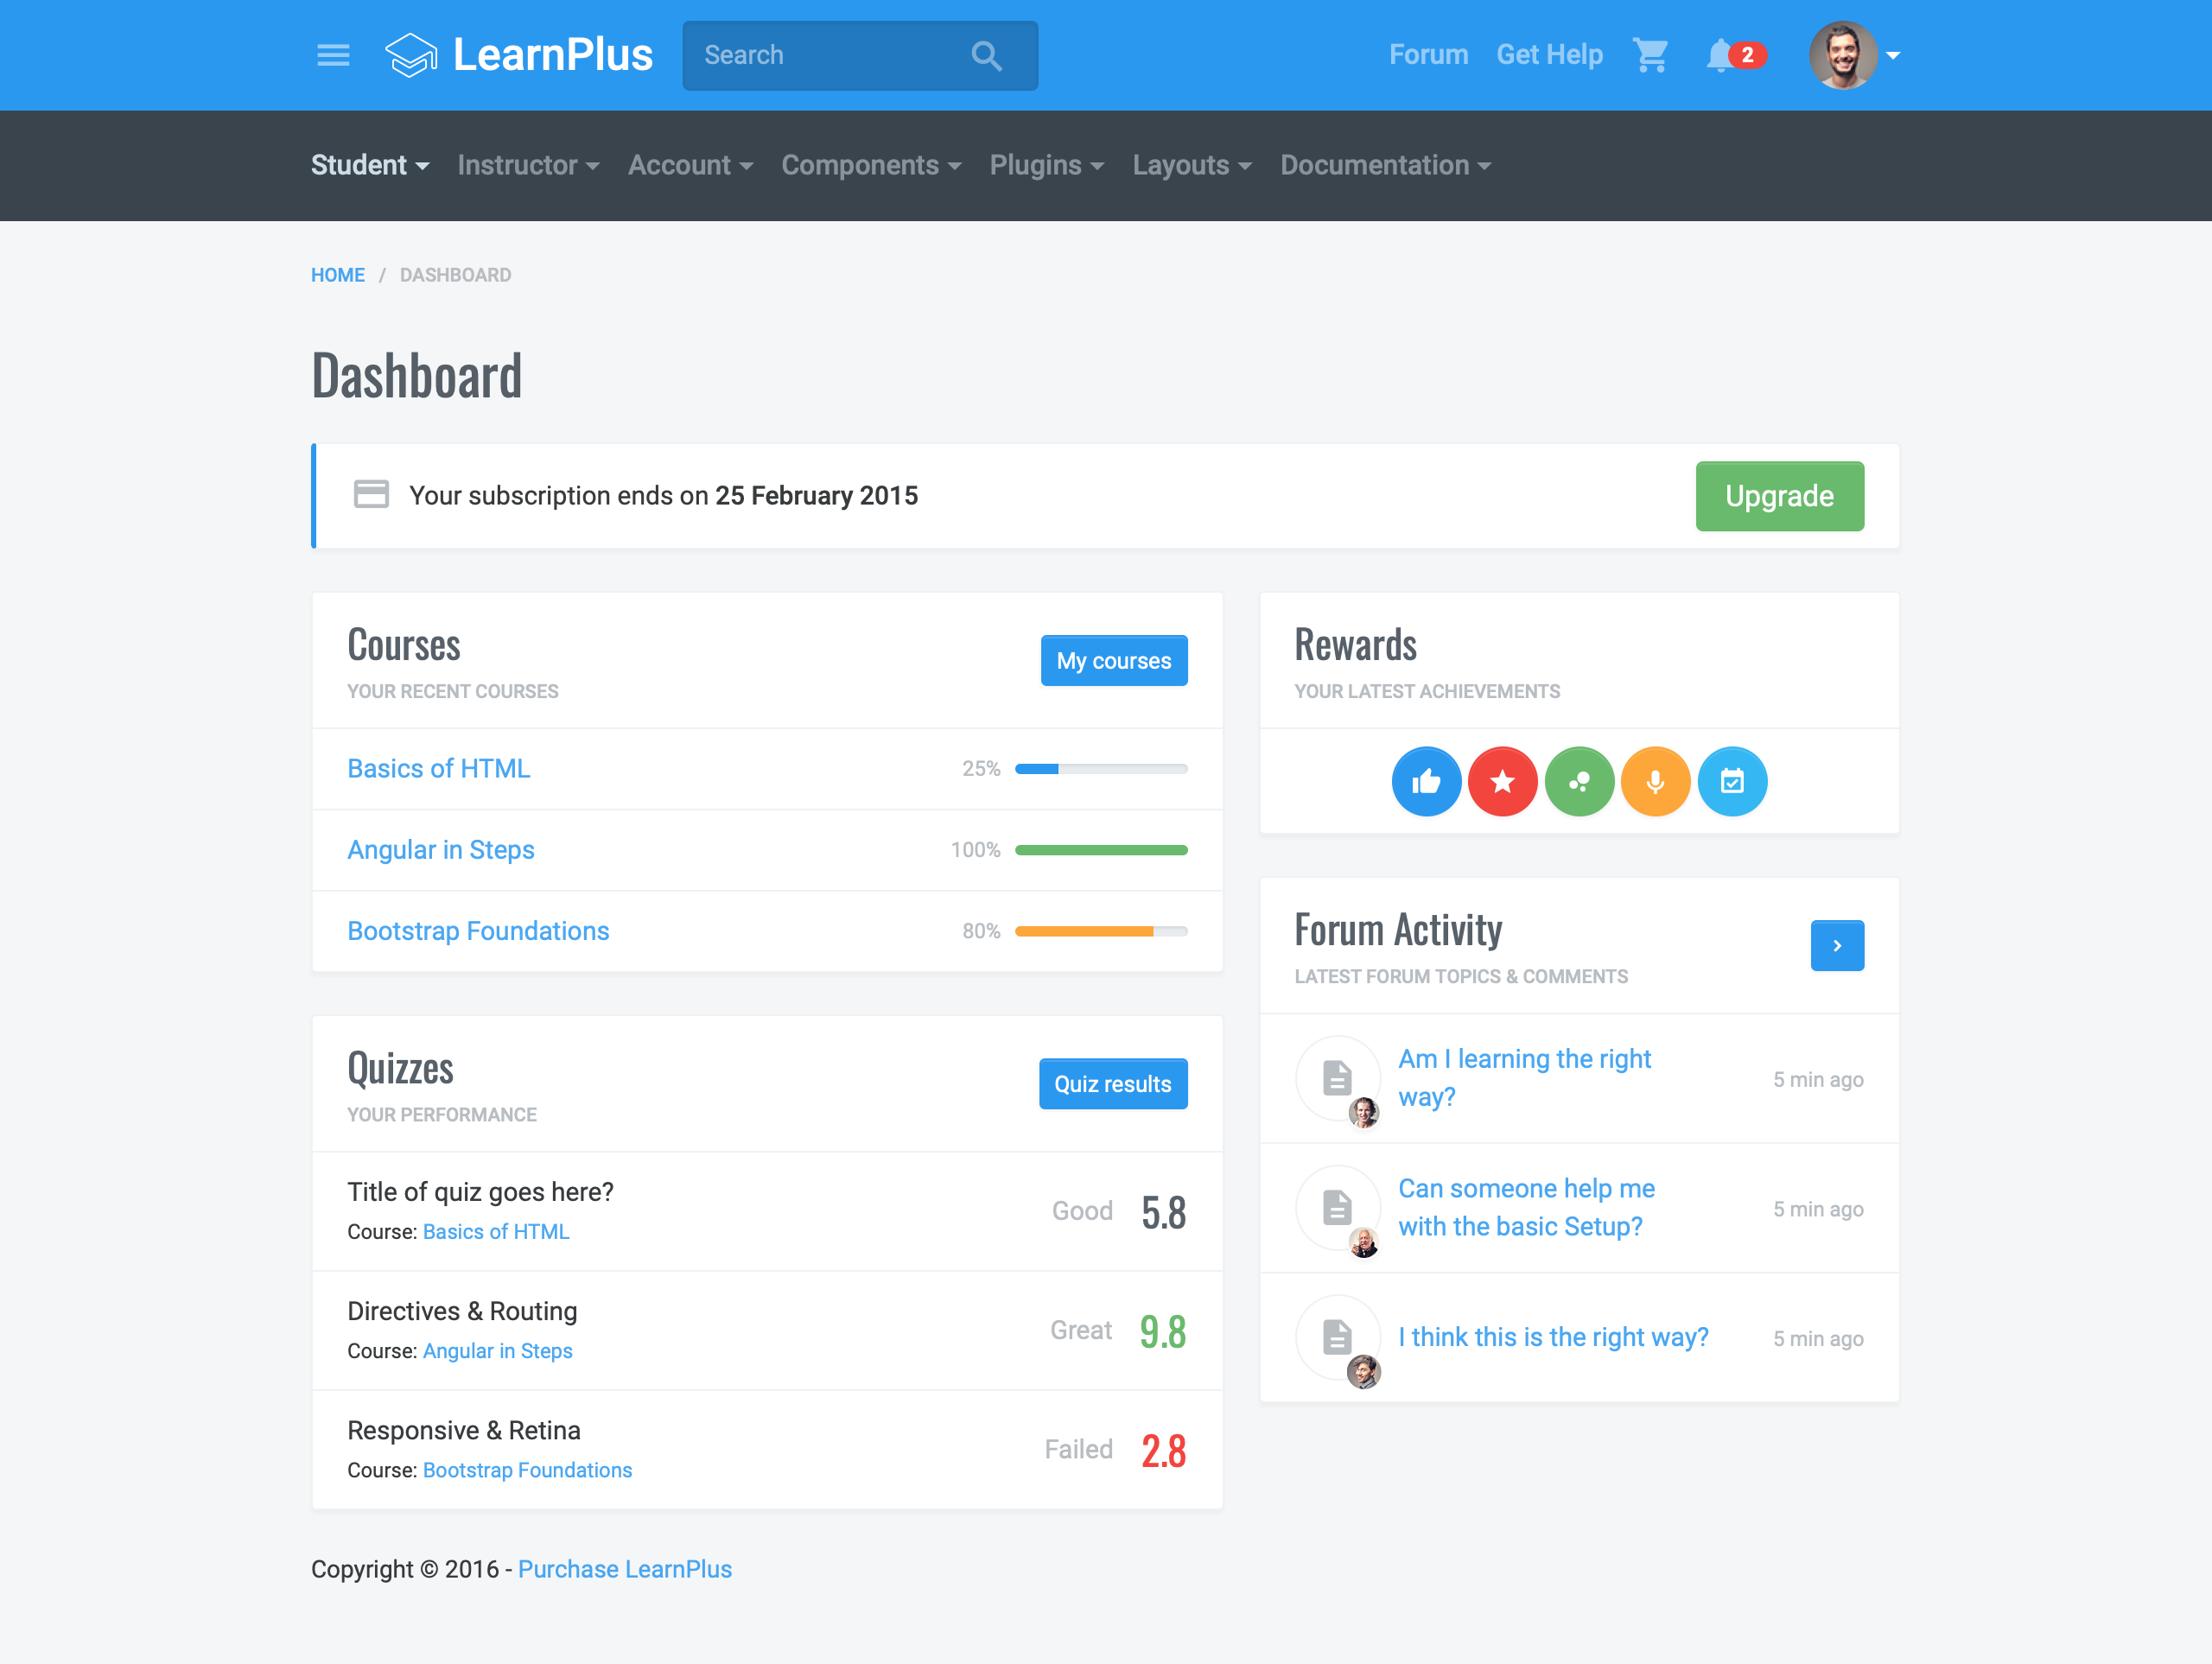 LearnPlus
Search
Forum
Get Help
2
Student
Instructor
Account
Components
Plugins
Layouts
Documentation
HOME / DASHBOARD
Dashboard
Your subscription ends on 25 February 2015
Upgrade
Courses
YOUR RECENT COURSES
My courses
Basics of HTML
25%
Angular in Steps
100%
Bootstrap Foundations
80%
Quizzes
YOUR PERFORMANCE
Quiz results
Title of quiz goes here?
Course: Basics of HTML
Good
5.8
Directives & Routing
Course: Angular in Steps
Great
9.8
Responsive & Retina
Course: Bootstrap Foundations
Failed
2.8
Rewards
YOUR LATEST ACHIEVEMENTS
Forum Activity
LATEST FORUM TOPICS & COMMENTS
Am I learning the right
way?
5 min ago
Can someone help me
with the basic Setup?
5 min ago
I think this is the right way?
5 min ago
Copyright © 2016 - Purchase LearnPlus